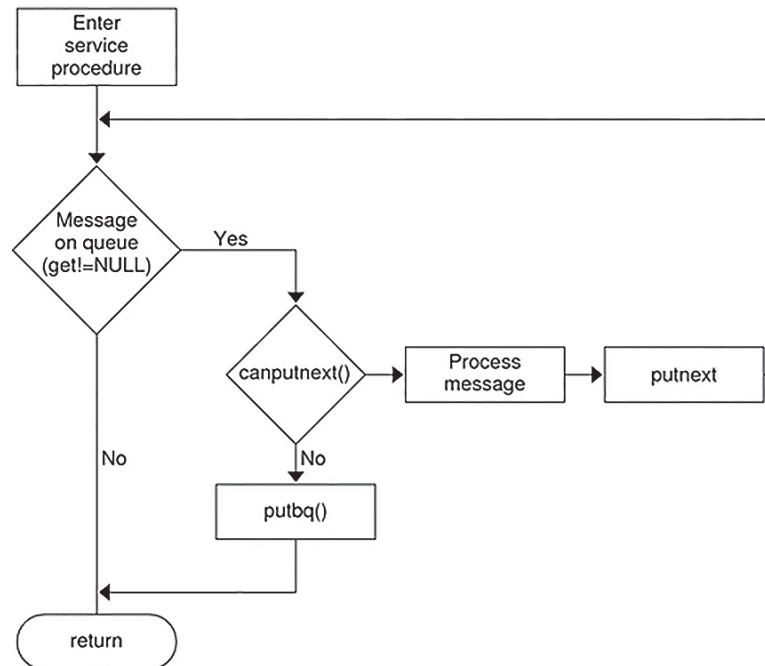 Enter
service
procedure
Message
on queue
(get!=NULL)
Yes
canputnext()
Process
message
putnext
No
No
putbq()
return